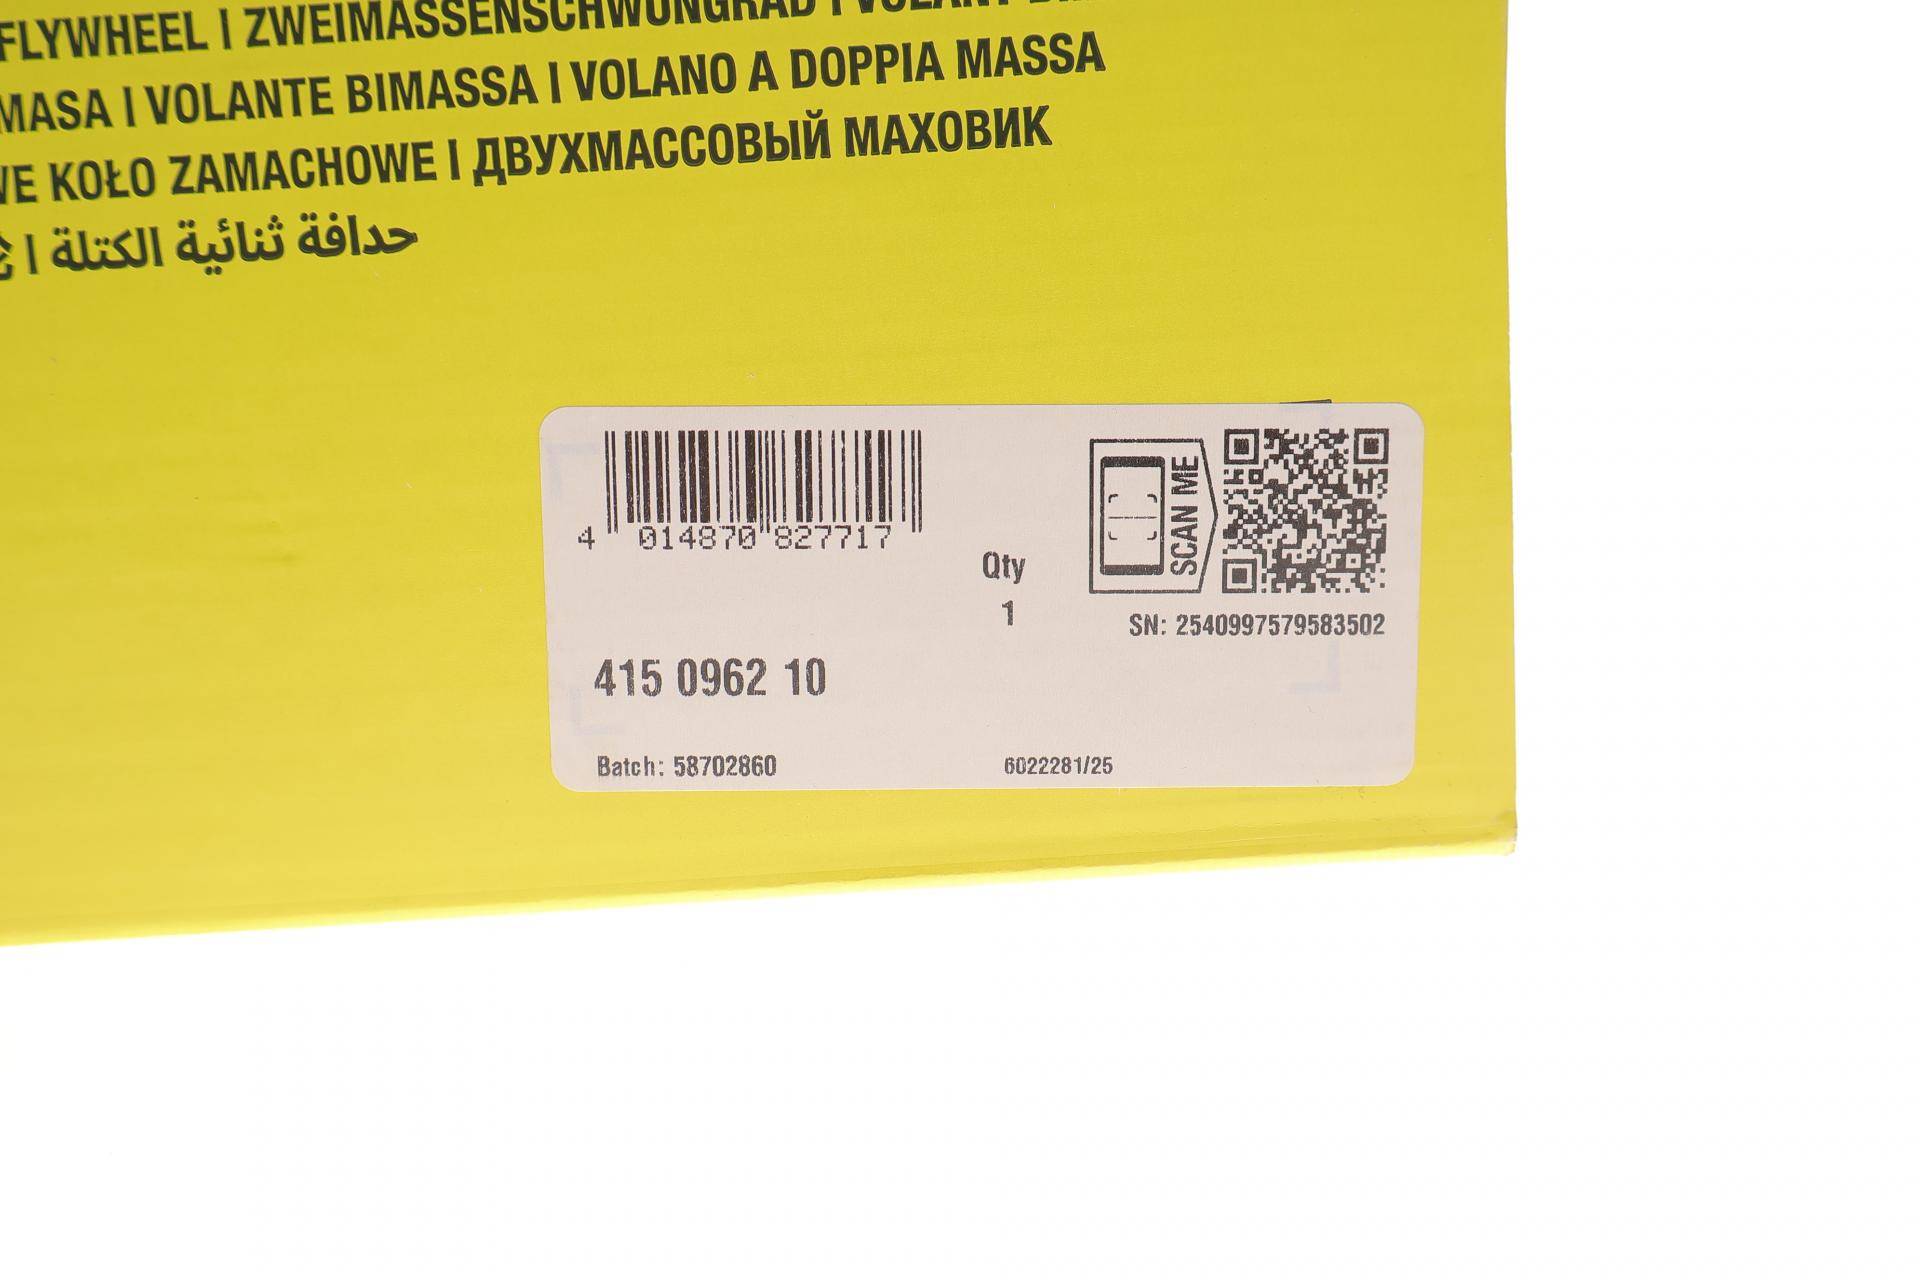 FLYWHEEL | ZWEIMASSENSCHWUNGRAD | VOLANT
MASA | VOLANTE BIMASSA | VOLANO A DOPPIA MASSA
KOŁO ZAMACHOWE | ДВУХМАССОВЫЙ МАХОВИК
حدافة ثنائية الكتلة |
4 014870 827717
SCAN ME
Qty
1
SN: 2540997579583502
415 0962 10
Batch: 58702860
6022281/25